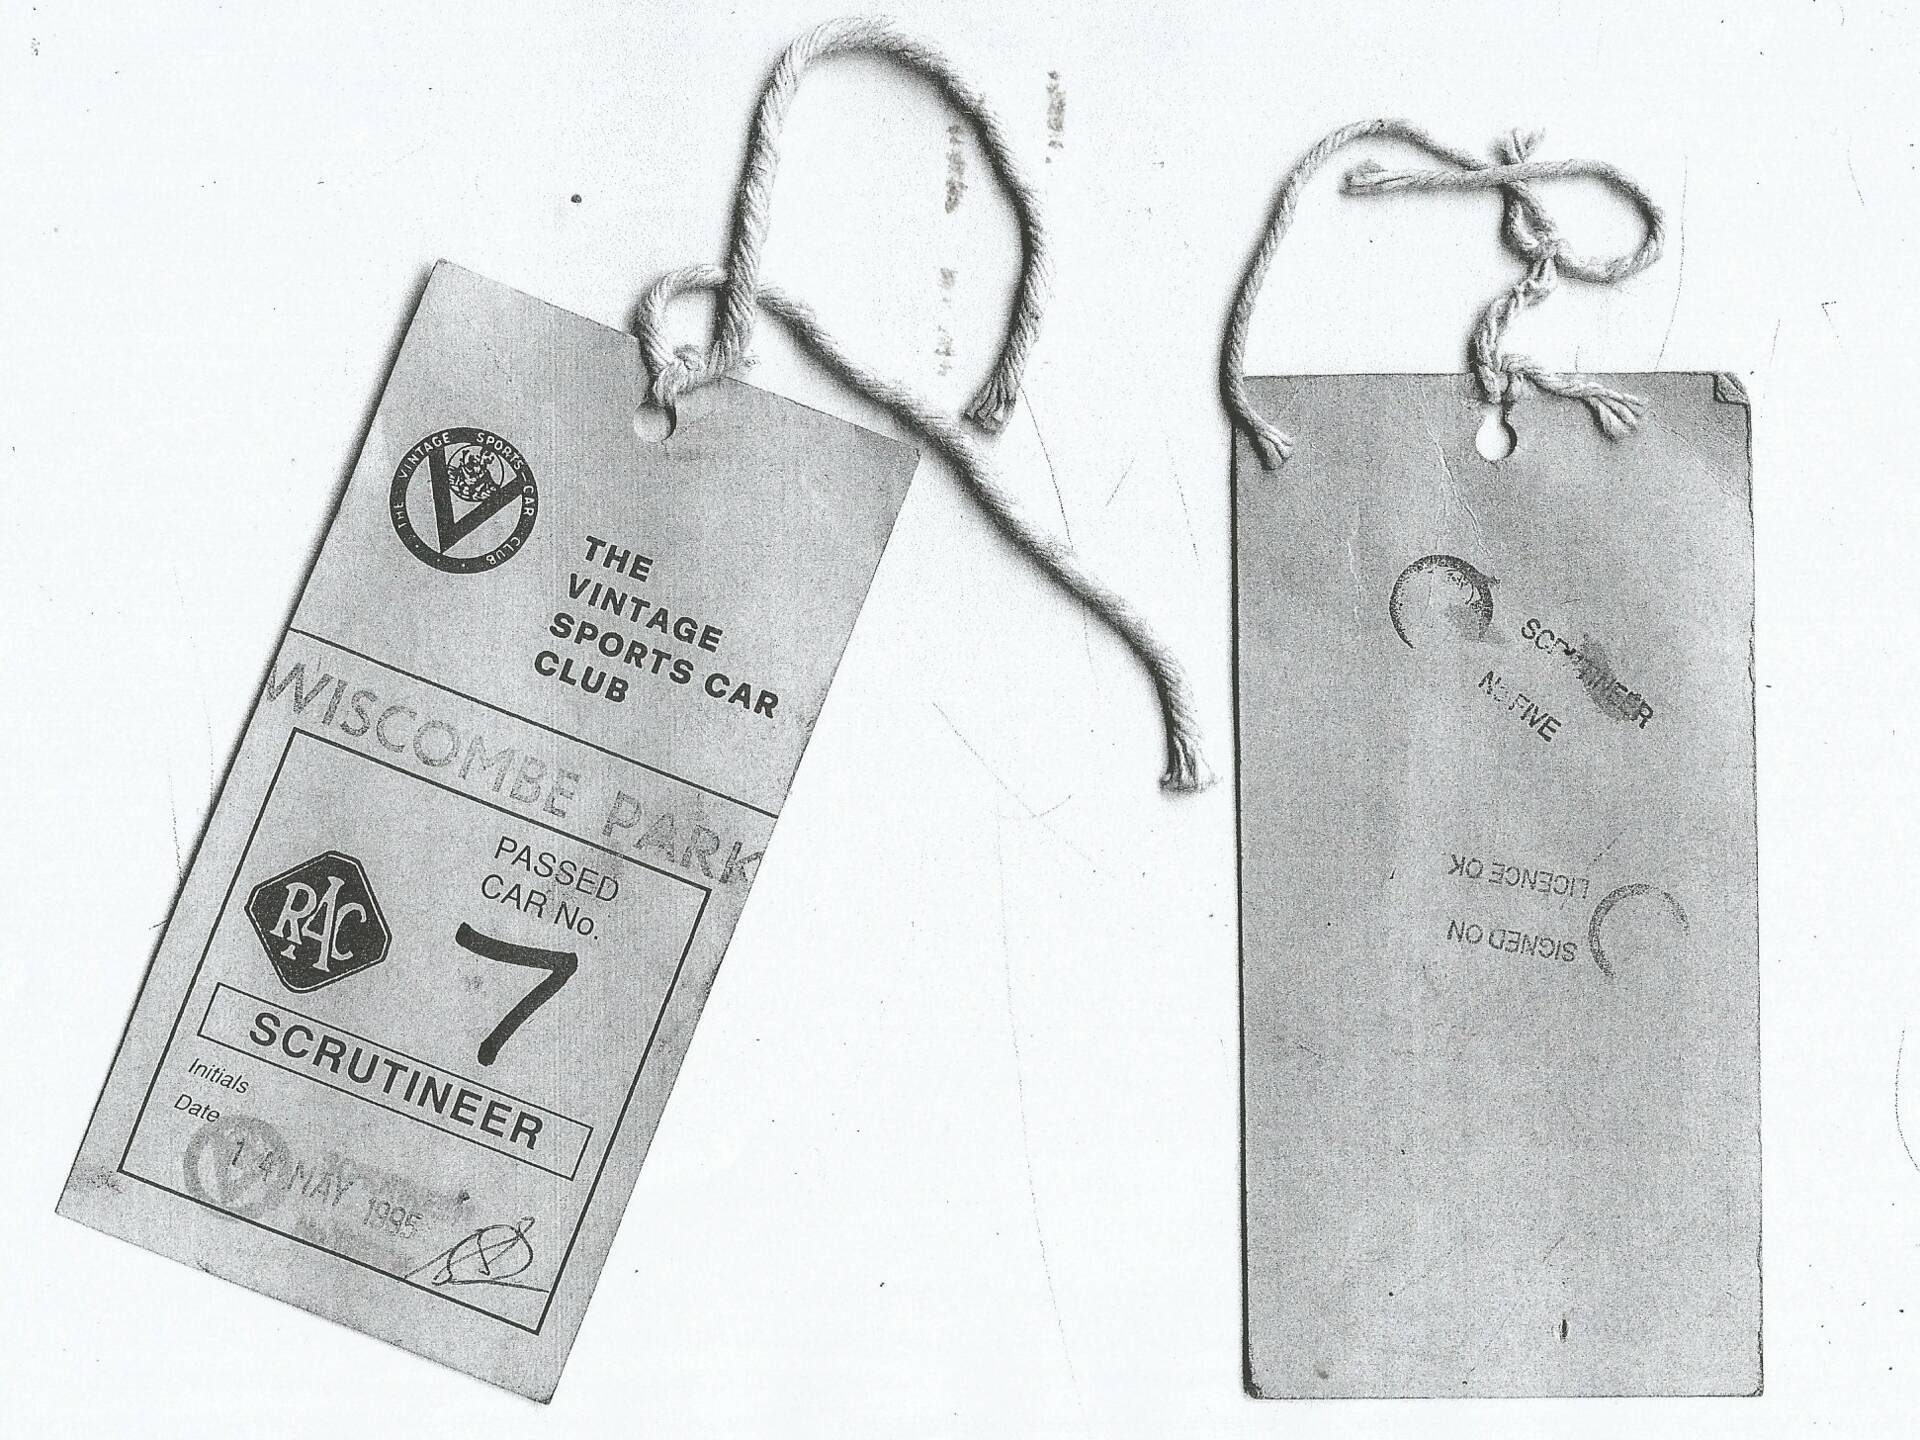 THE VINTAGE SPORTS-CAR CLUB
THE
VINTAGE
SPORTS CAR
CLUB
WISCOMBE PARK
PASSED
CAR No.
RAC
7
SCRUTINEER
Initials
Date
14 MAY 1995
SCRUTINEER
No FIVE
SIGNED ON
LICENCE OK